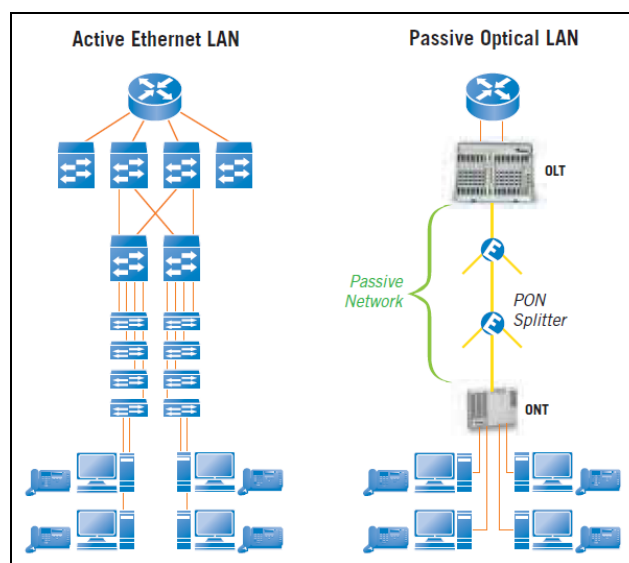 Active Ethernet LAN
Passive Optical LAN
OLT
Passive
Network
PON
Splitter
ONT